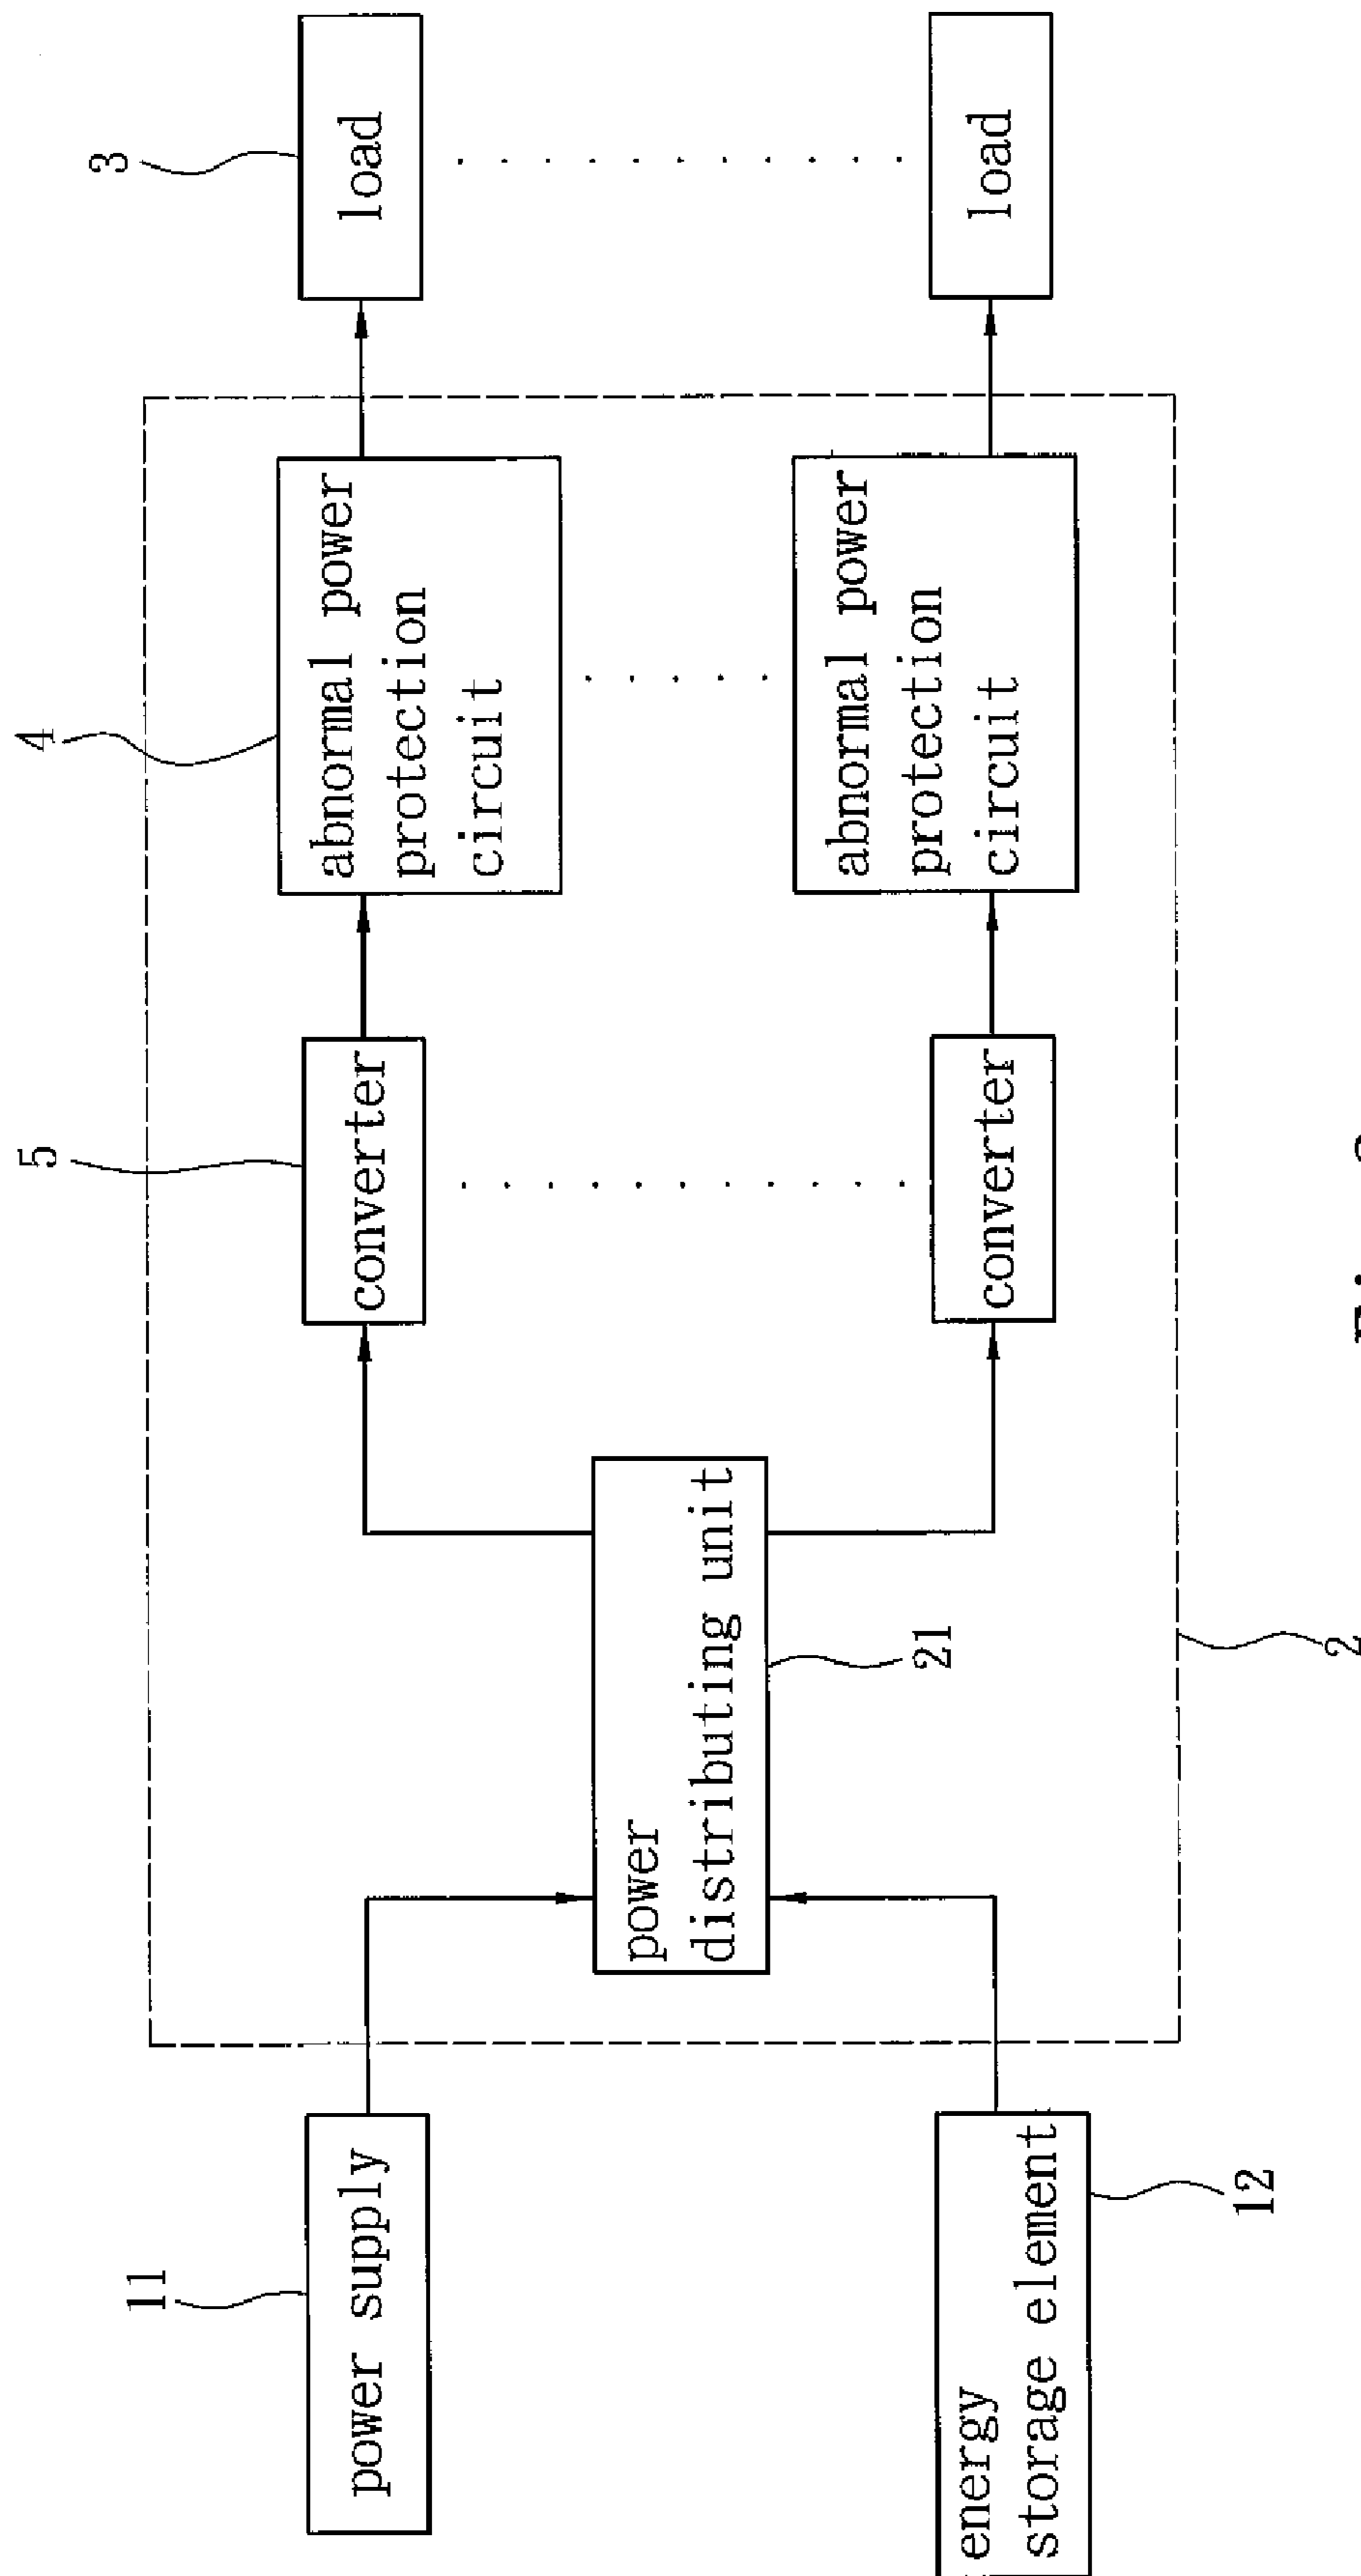 11
power supply
energy
storage element
12
power
distributing unit
21
2
5
converter
converter
4
abnormal power
protection
circuit
abnormal power
protection
circuit
3
load
load